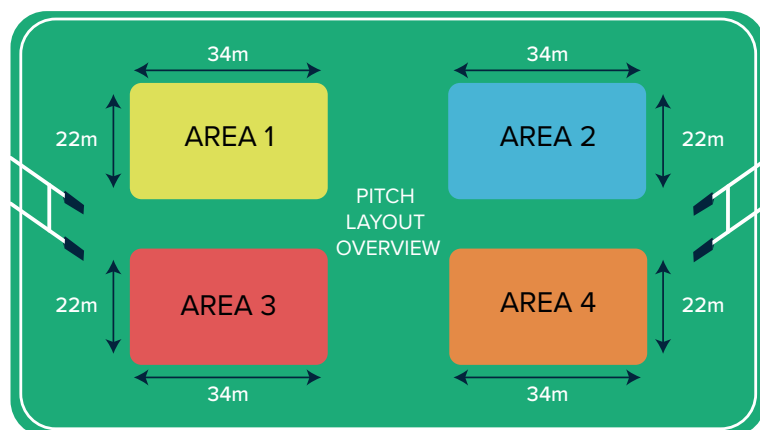 34m
34m
22m
AREA 1
AREA 2
22m
PITCH
LAYOUT
OVERVIEW
22m
AREA 3
AREA 4
22m
34m
34m